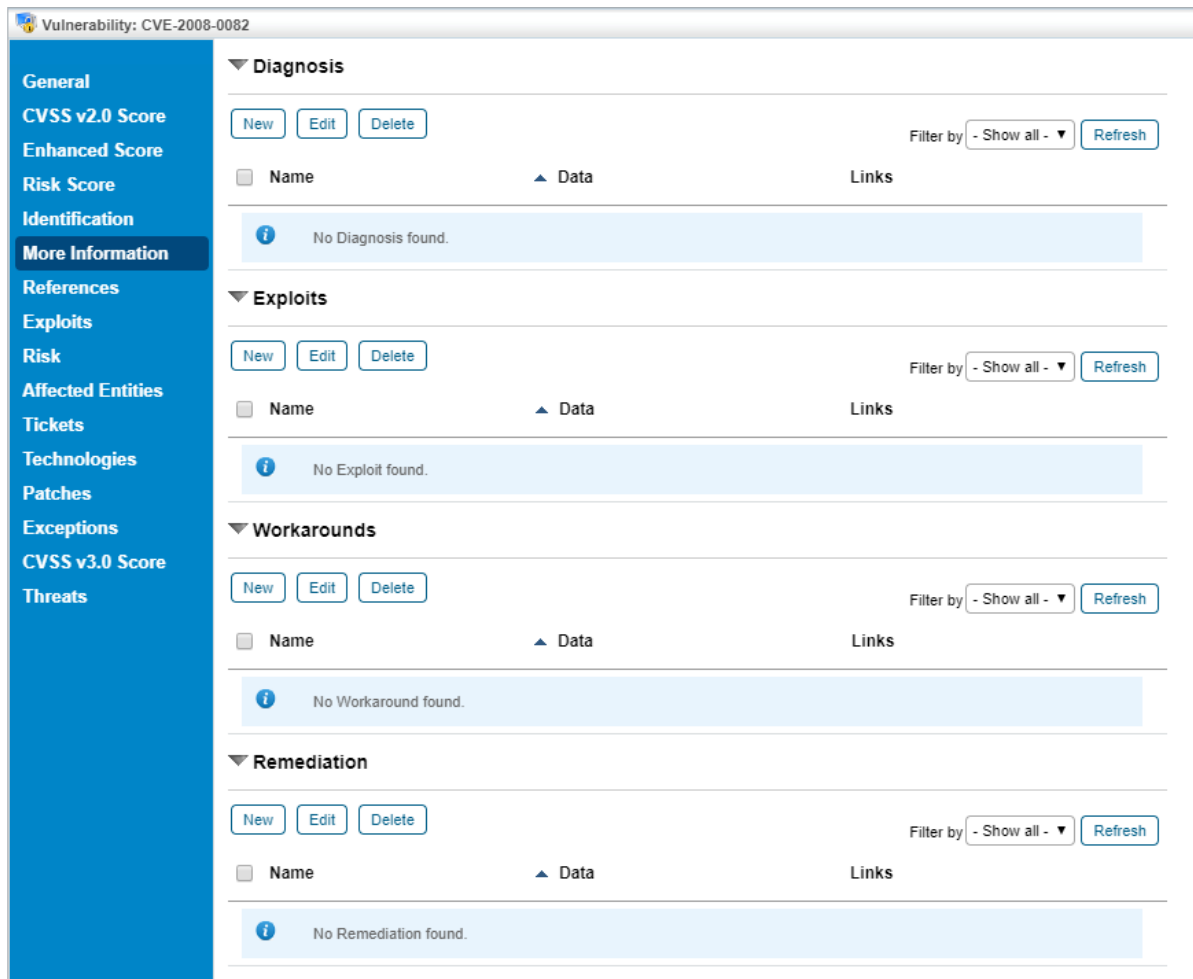 Vulnerability: CVE-2008-0082
General
CVSS v2.0 Score
Enhanced Score
Risk Score
Identification
More Information
References
Exploits
Risk
Affected Entities
Tickets
Technologies
Patches
Exceptions
CVSS v3.0 Score
Threats
Diagnosis
New Edit Delete Filter by - Show all - Refresh
Name Data Links
No Diagnosis found.
Exploits
New Edit Delete Filter by - Show all - Refresh
Name Data Links
No Exploit found.
Workarounds
New Edit Delete Filter by - Show all - Refresh
Name Data Links
No Workaround found.
Remediation
New Edit Delete Filter by - Show all - Refresh
Name Data Links
No Remediation found.